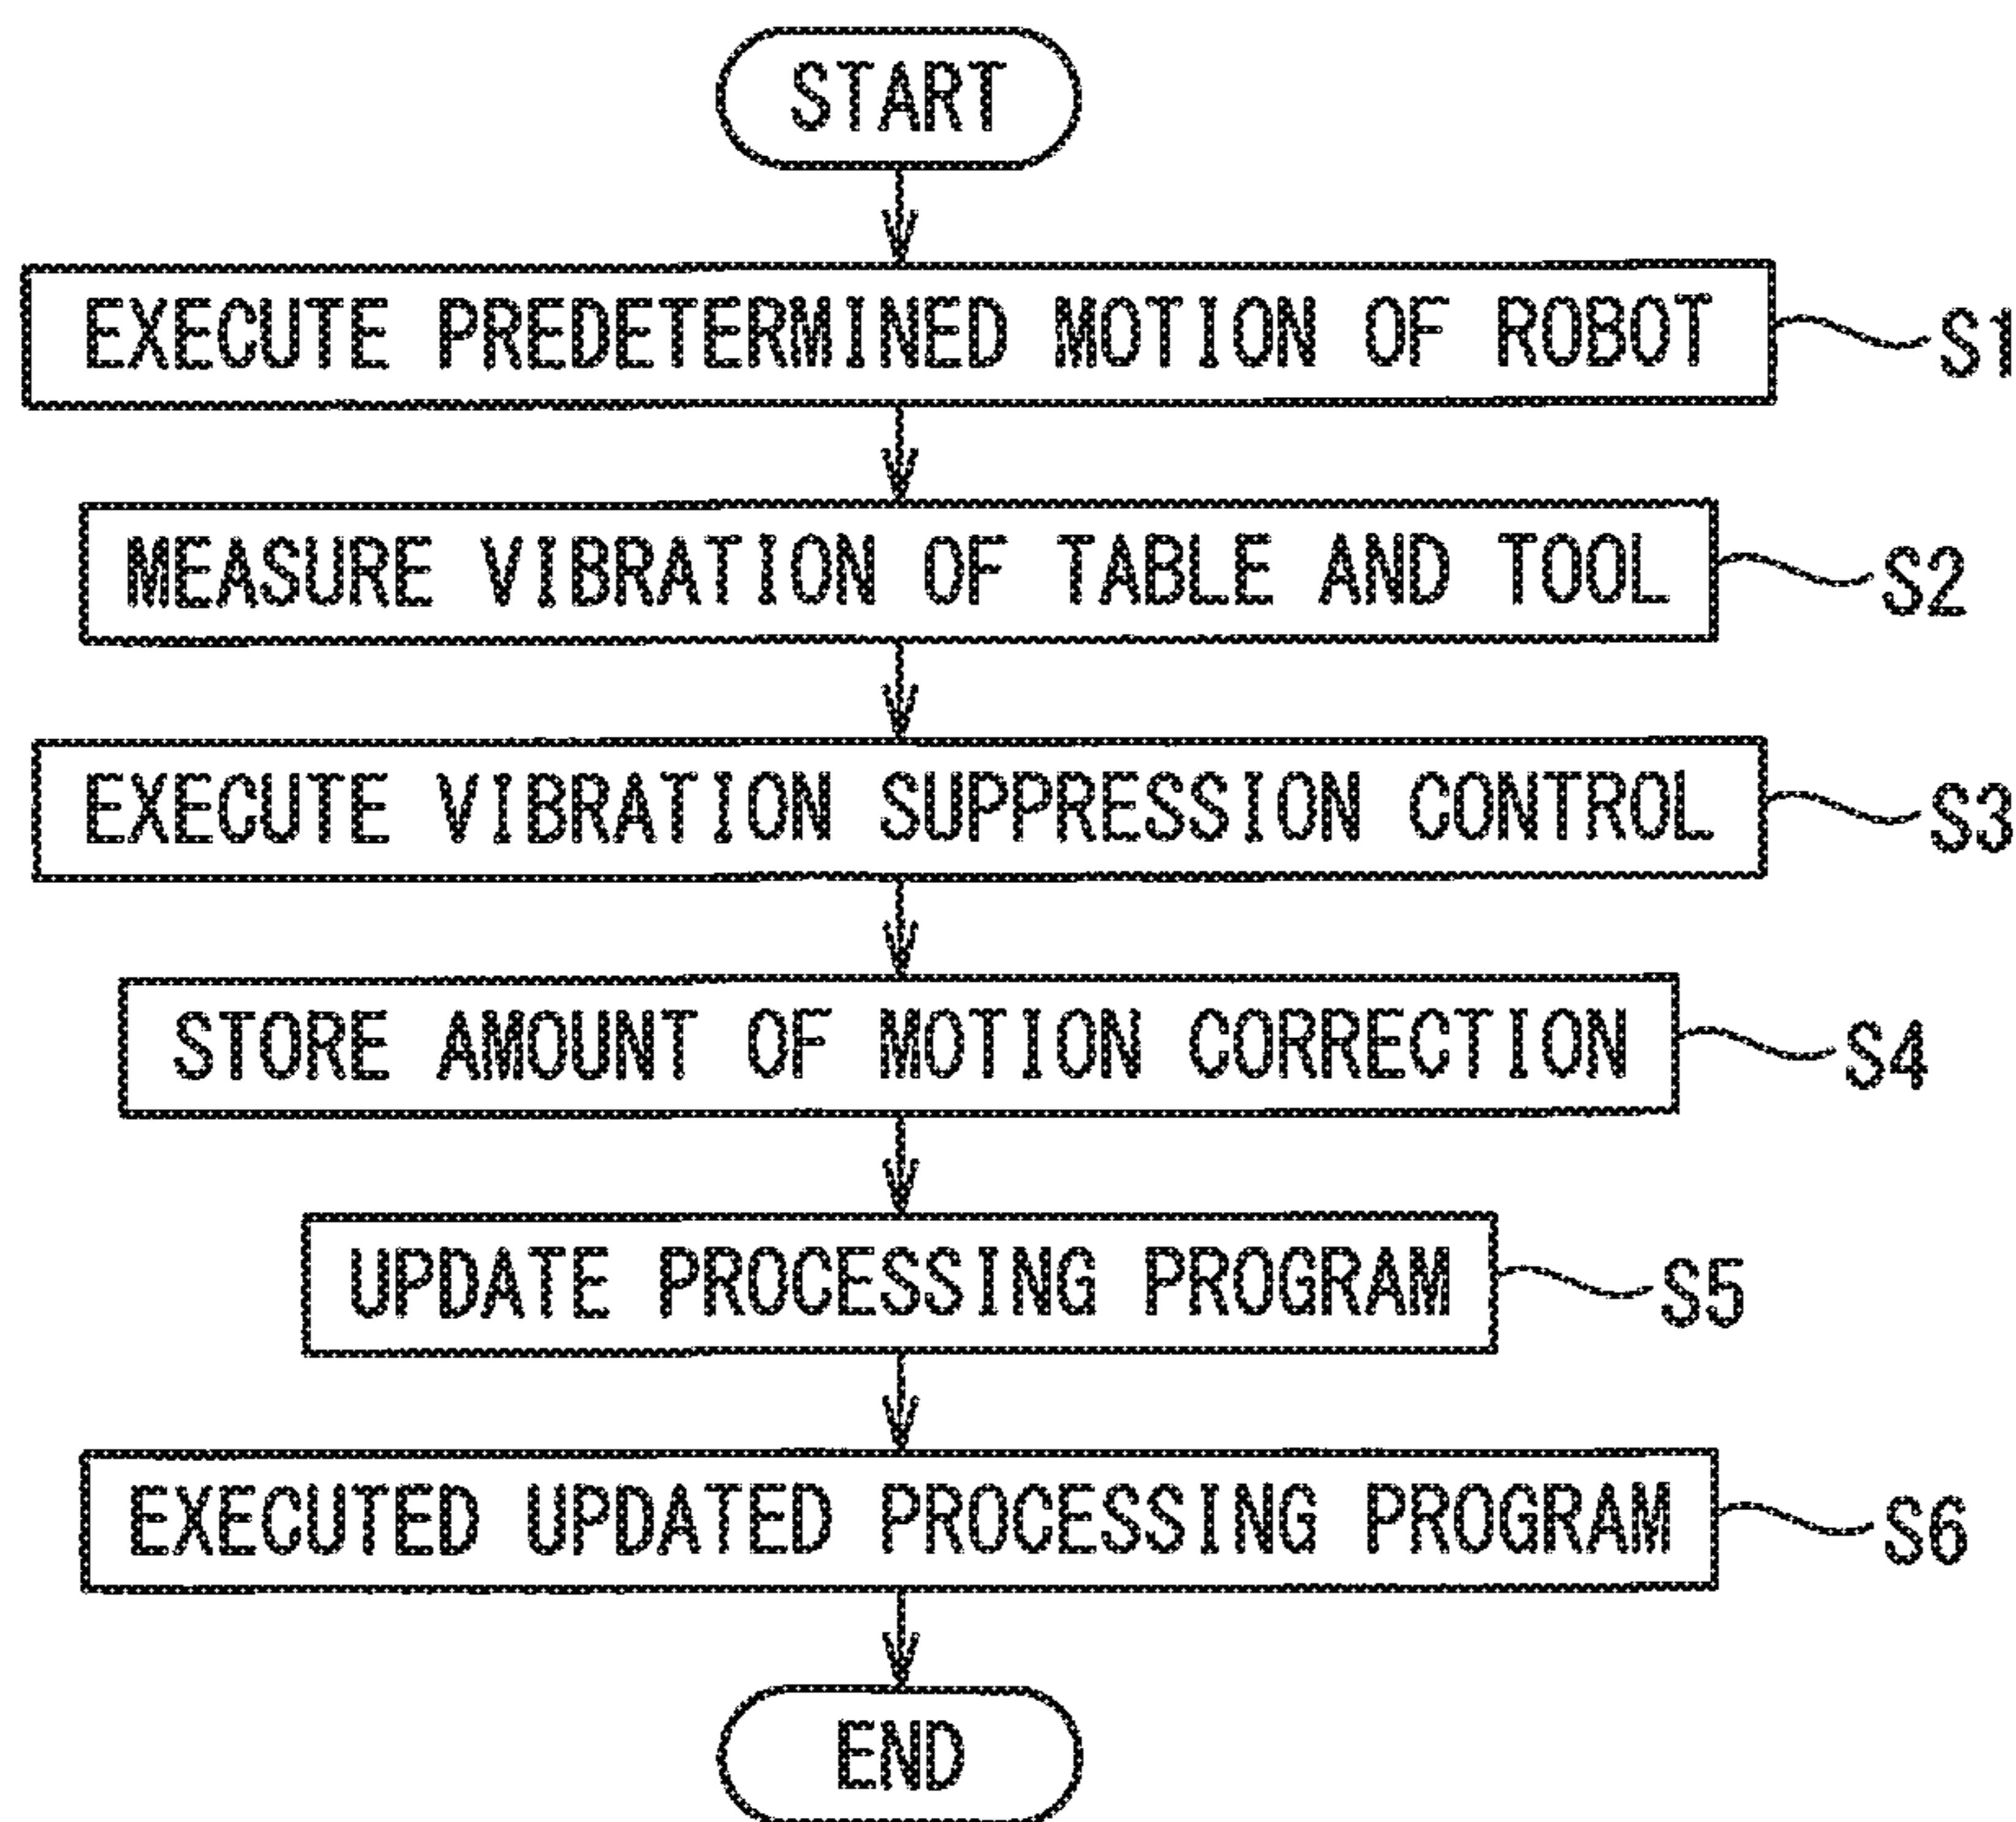 START
EXECUTE PREDETERMINED MOTION OF ROBOT
S1
MEASURE VIBRATION OF TABLE AND TOOL
S2
EXECUTE VIBRATION SUPPRESSION CONTROL
S3
STORE AMOUNT OF MOTION CORRECTION
S4
UPDATE PROCESSING PROGRAM
S5
EXECUTED UPDATED PROCESSING PROGRAM
S6
END